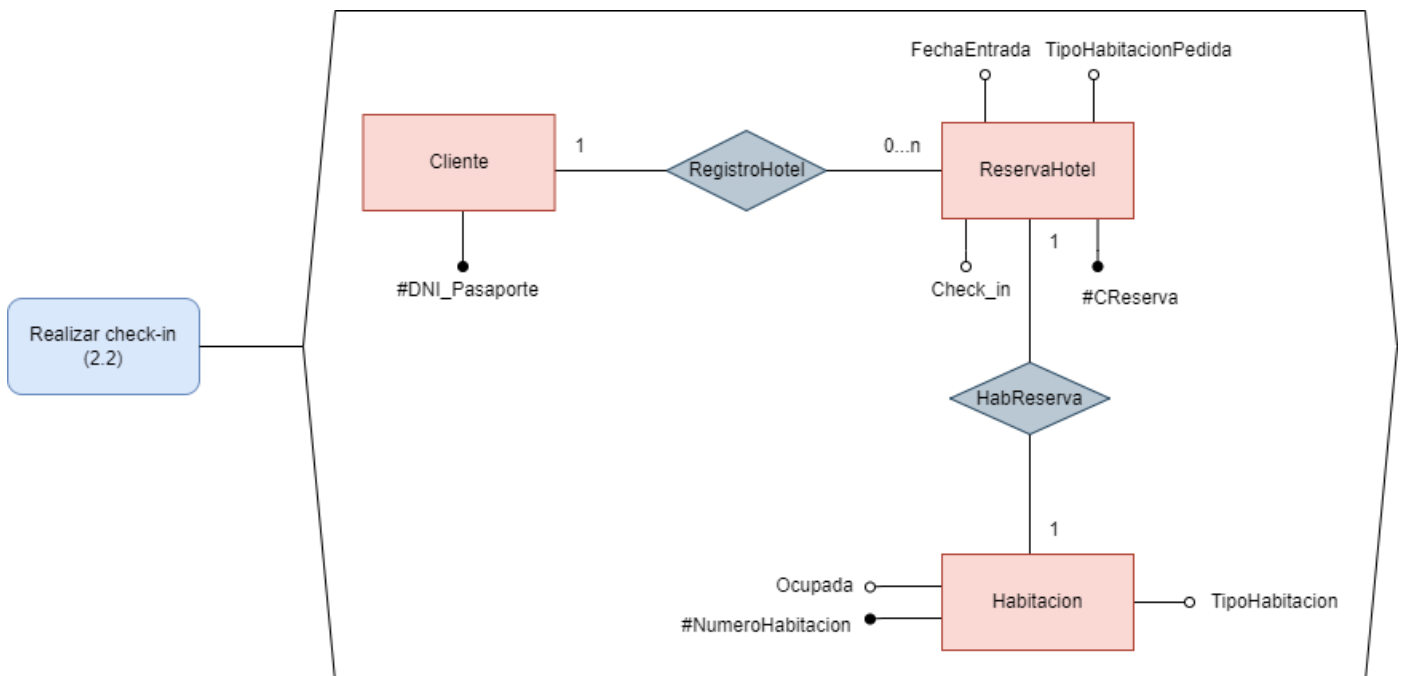 FechaEntrada
TipoHabitacionPedida
Cliente
1
RegistroHotel
0...n
ReservaHotel
#DNI_Pasaporte
Check_in
1
#CReserva
Realizar check-in
(2.2)
HabReserva
1
Ocupada
#NumeroHabitacion
Habitacion
TipoHabitacion